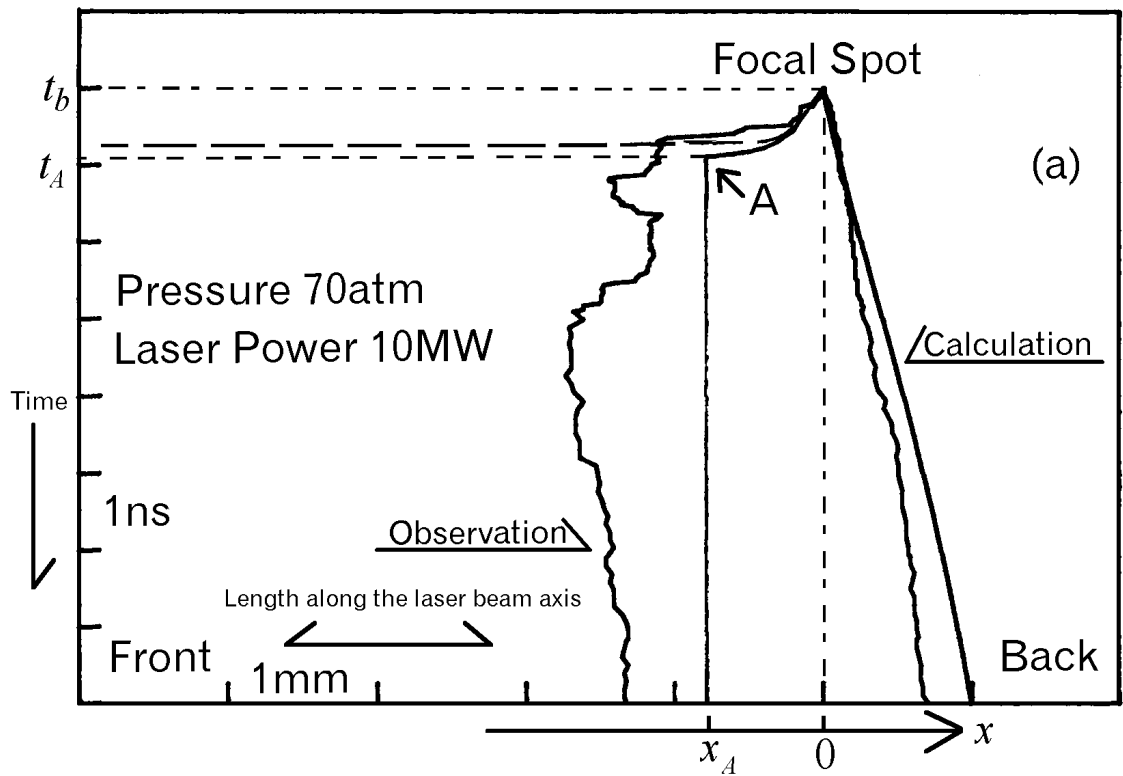 Focal Spot
t_b
t_A
(a)
A
Pressure 70atm
Laser Power 10MW
Calculation
Time
1ns
Observation
Length along the laser beam axis
Front
1mm
Back
x_A
0
x